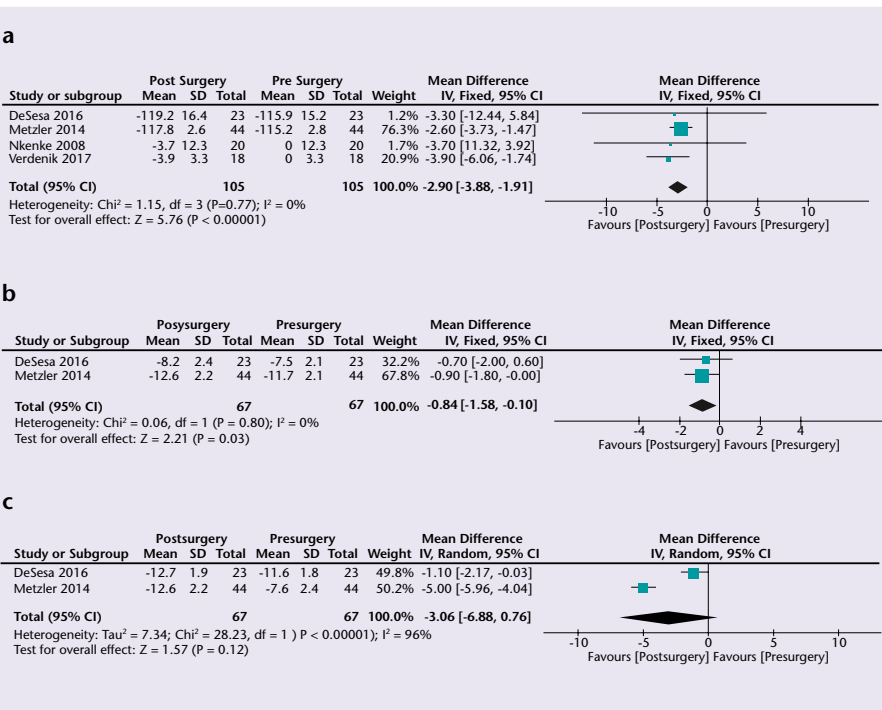 a
Post Surgery Pre Surgery Mean Difference Mean Difference
Study or subgroup Mean SD Total Mean SD Total Weight IV, Fixed, 95% CI IV, Fixed, 95% CI
DeSesa 2016 -119.2 16.4 23 -115.9 15.2 23 1.2% -3.30 [-12.44, 5.84]
Metzler 2014 -117.8 2.6 44 -115.2 2.8 44 76.3% -2.60 [-3.73, -1.47]
Nkenke 2008 -3.7 12.3 20 0 12.3 20 1.7% -3.70 [11.32, 3.92]
Verdenik 2017 -3.9 3.3 18 0 3.3 18 20.9% -3.90 [-6.06, -1.74]
Total (95% CI) 105 105 100.0% -2.90 [-3.88, -1.91]
Heterogeneity: Chi² = 1.15, df = 3 (P=0.77); I² = 0%
Test for overall effect: Z = 5.76 (P < 0.00001)
-10 -5 0 5 10
Favours [Postsurgery] Favours [Presurgery]
b
Posysurgery Presurgery Mean Difference Mean Difference
Study or Subgroup Mean SD Total Mean SD Total Weight IV, Fixed, 95% CI IV, Fixed, 95% CI
DeSesa 2016 -8.2 2.4 23 -7.5 2.1 23 32.2% -0.70 [-2.00, 0.60]
Metzler 2014 -12.6 2.2 44 -11.7 2.1 44 67.8% -0.90 [-1.80, -0.00]
Total (95% CI) 67 67 100.0% -0.84 [-1.58, -0.10]
Heterogeneity: Chi² = 0.06, df = 1 (P = 0.80); I² = 0%
Test for overall effect: Z = 2.21 (P = 0.03)
-4 -2 0 2 4
Favours [Postsurgery] Favours [Presurgery]
c
Postsurgery Presurgery Mean Difference Mean Difference
Study or Subgroup Mean SD Total Mean SD Total Weight IV, Random, 95% CI IV, Random, 95% CI
DeSesa 2016 -12.7 1.9 23 -11.6 1.8 23 49.8% -1.10 [-2.17, -0.03]
Metzler 2014 -12.6 2.2 44 -7.6 2.4 44 50.2% -5.00 [-5.96, -4.04]
Total (95% CI) 67 67 100.0% -3.06 [-6.88, 0.76]
Heterogeneity: Tau² = 7.34; Chi² = 28.23, df = 1 ) P < 0.00001); I² = 96%
Test for overall effect: Z = 1.57 (P = 0.12)
-10 -5 0 5 10
Favours [Postsurgery] Favours [Presurgery]